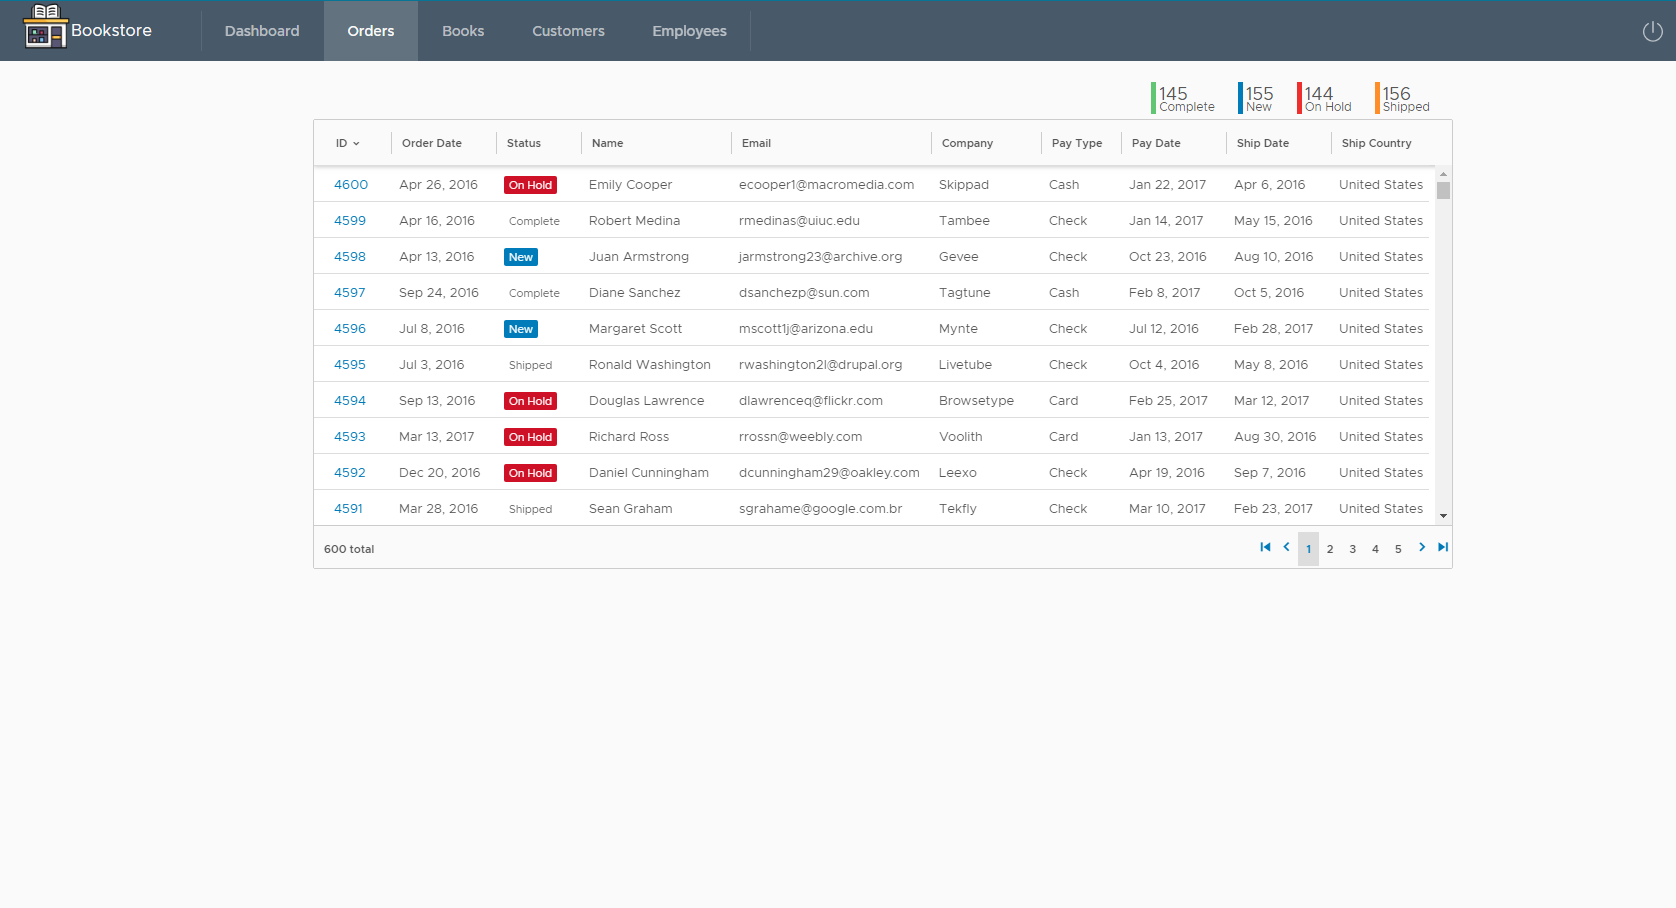 Bookstore Dashboard Orders Books Customers Employees
145 155 144 156
Complete New On Hold Shipped
ID Order Date Status Name Email Company Pay Type Pay Date Ship Date Ship Country
4600 Apr 26, 2016 On Hold Emily Cooper ecooper1@macromedia.com Skippad Cash Jan 22, 2017 Apr 6, 2016 United States
4599 Apr 16, 2016 Complete Robert Medina rmedinas@uiuc.edu Tambee Check Jan 14, 2017 May 15, 2016 United States
4598 Apr 13, 2016 New Juan Armstrong jarmstrong23@archive.org Gevee Check Oct 23, 2016 Aug 10, 2016 United States
4597 Sep 24, 2016 Complete Diane Sanchez dsanchezp@sun.com Tagtune Cash Feb 8, 2017 Oct 5, 2016 United States
4596 Jul 8, 2016 New Margaret Scott mscott1j@arizona.edu Mynte Check Jul 12, 2016 Feb 28, 2017 United States
4595 Jul 3, 2016 Shipped Ronald Washington rwashington2l@drupal.org Livetube Check Oct 4, 2016 May 8, 2016 United States
4594 Sep 13, 2016 On Hold Douglas Lawrence dlawrenceq@flickr.com Browsetype Card Feb 25, 2017 Mar 12, 2017 United States
4593 Mar 13, 2017 On Hold Richard Ross rrossn@weebly.com Voolith Card Jan 13, 2017 Aug 30, 2016 United States
4592 Dec 20, 2016 On Hold Daniel Cunningham dcunningham29@oakley.com Leexo Check Apr 19, 2016 Sep 7, 2016 United States
4591 Mar 28, 2016 Shipped Sean Graham sgrahame@google.com.br Tekfly Check Mar 10, 2017 Feb 23, 2017 United States
600 total 1 2 3 4 5